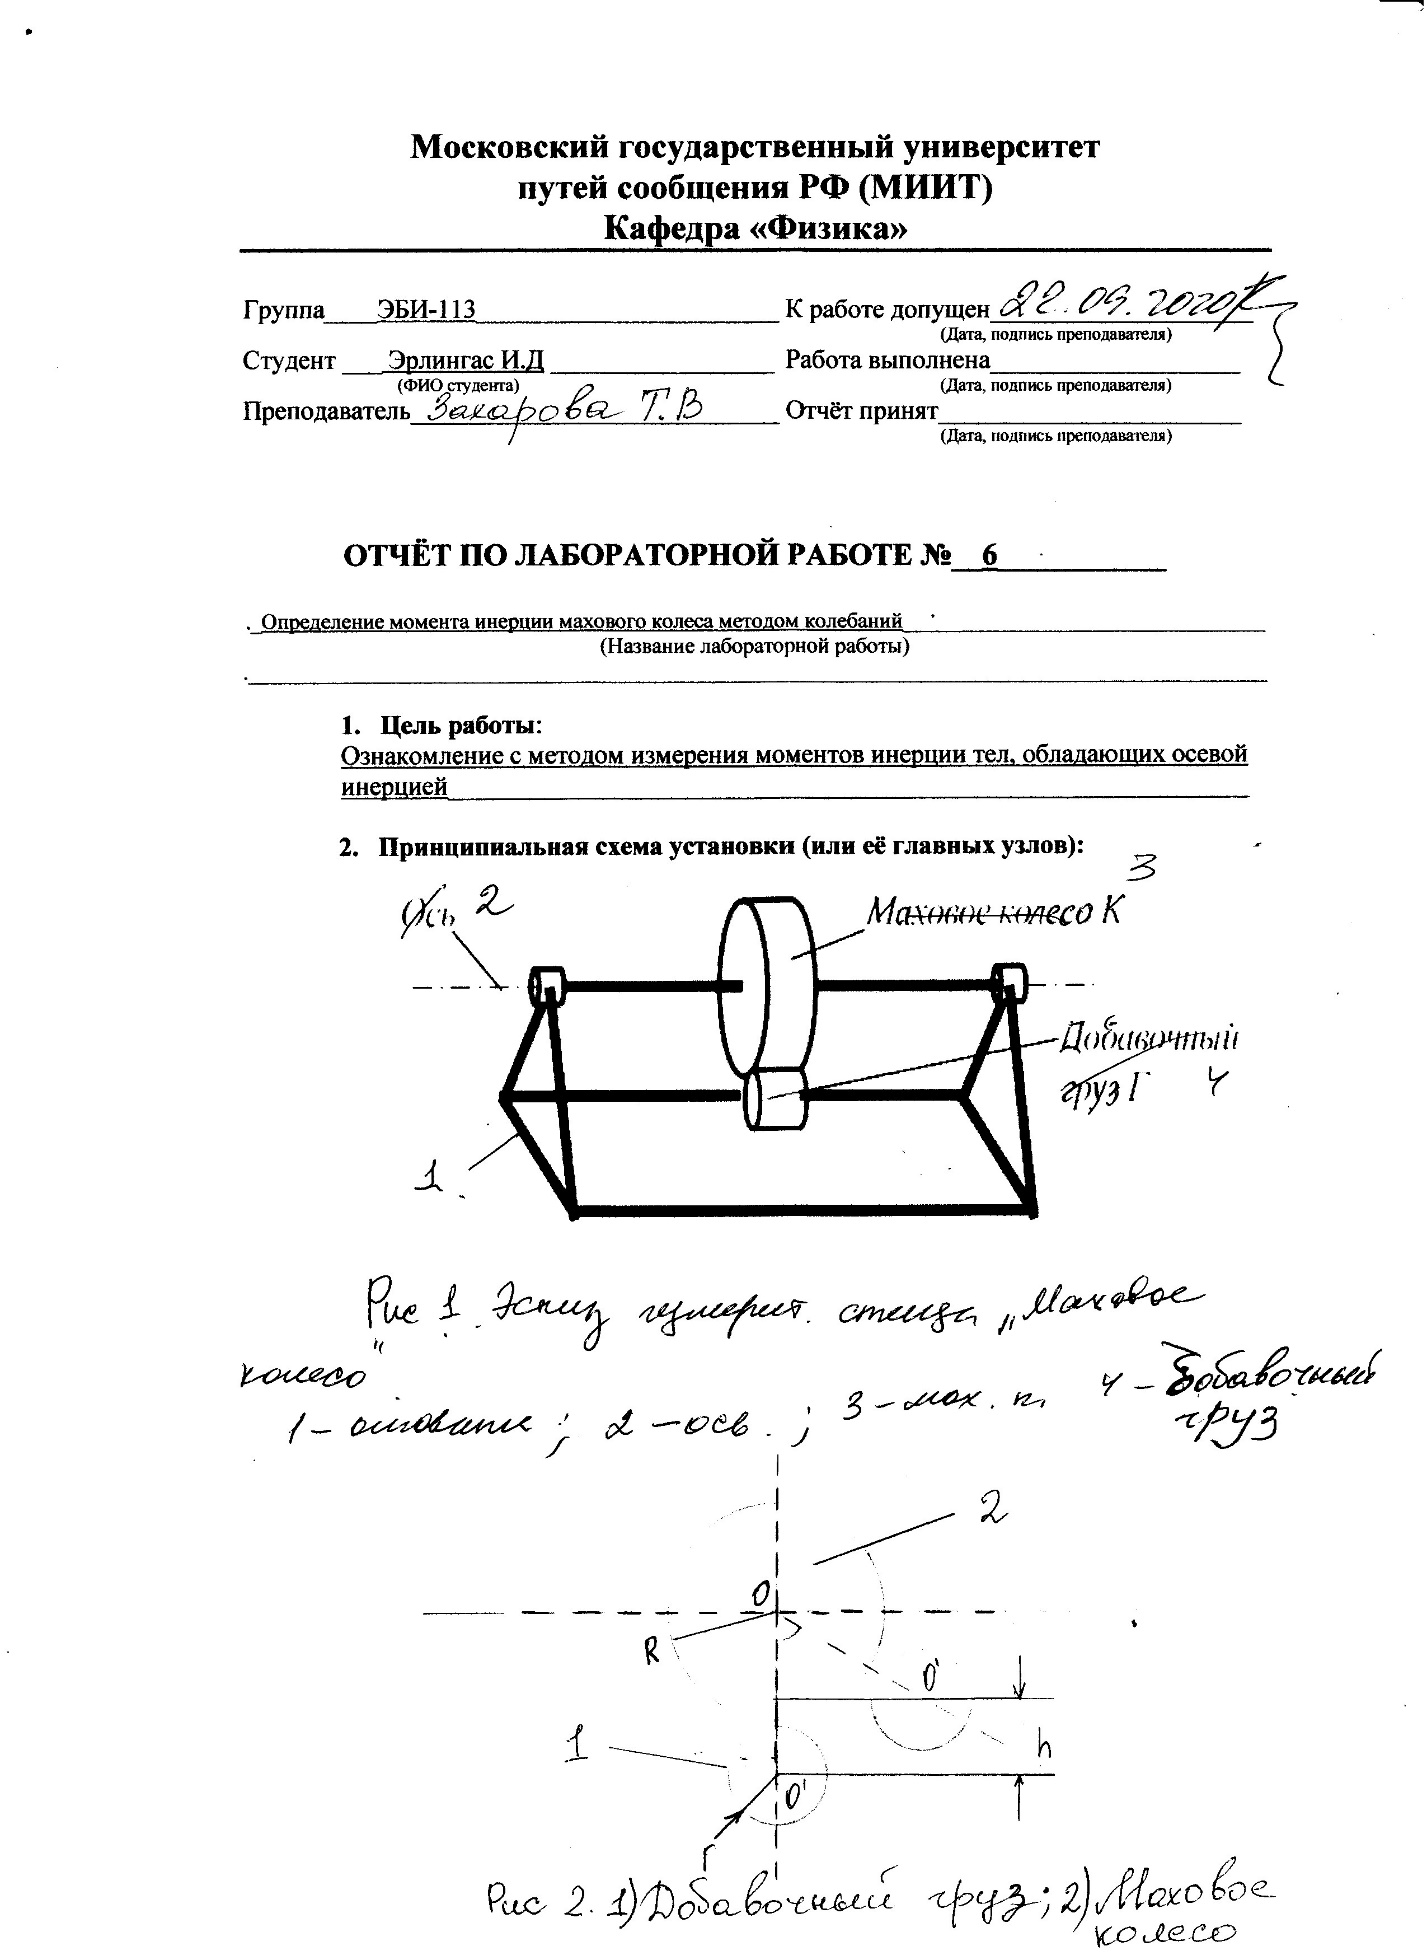 Московский государственный университет
путей сообщения РФ (МИИТ)
Кафедра «Физика»
Группа ЭБИ-113 К работе допущен 22.09.2020
(Дата, подпись преподавателя)
Студент Эрлингас И.Д Работа выполнена
(ФИО студента) (Дата, подпись преподавателя)
Преподаватель Захарова Т.В Отчёт принят
(Дата, подпись преподавателя)
ОТЧЁТ ПО ЛАБОРАТОРНОЙ РАБОТЕ № 6
Определение момента инерции махового колеса методом колебаний
(Название лабораторной работы)
1. Цель работы:
Ознакомление с методом измерения моментов инерции тел, обладающих осевой
инерцией
2. Принципиальная схема установки (или её главных узлов):
3
Ось 2
Маховое колесо К
Добавочный
груз Г 4
1
Рис 1 Эскиз измерит. стенда „Маховое
колесо"
1 – основание ; 2 – ось ; 3 – мах. к. 4 – Добавочный
груз
2
O
R
O'
1
h
O'
Г
Рис 2. 1) Добавочный груз; 2) Маховое
колесо